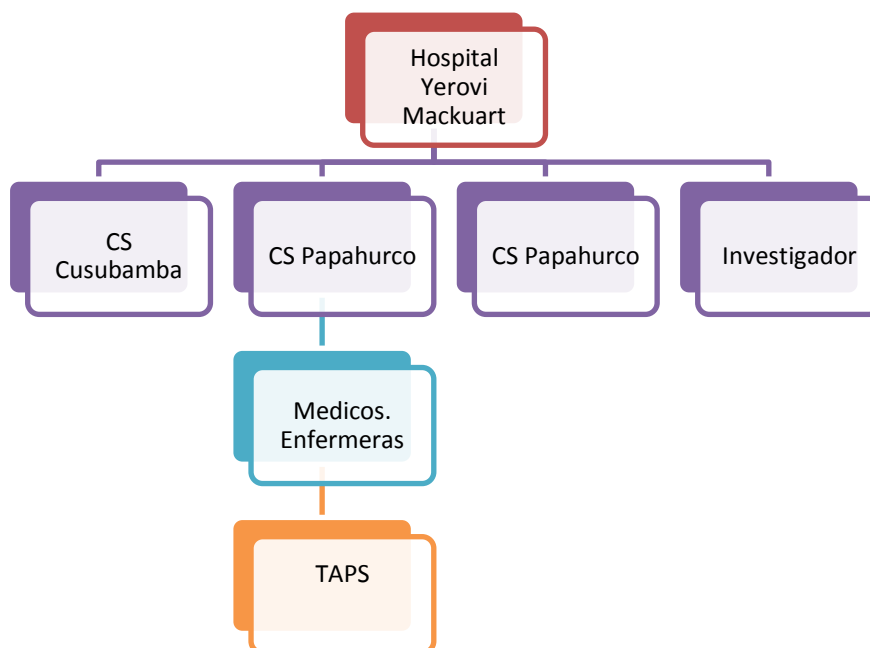 Hospital
Yerovi
Mackuart
CS
Cusubamba
CS Papahurco
CS Papahurco
Investigador
Medicos.
Enfermeras
TAPS